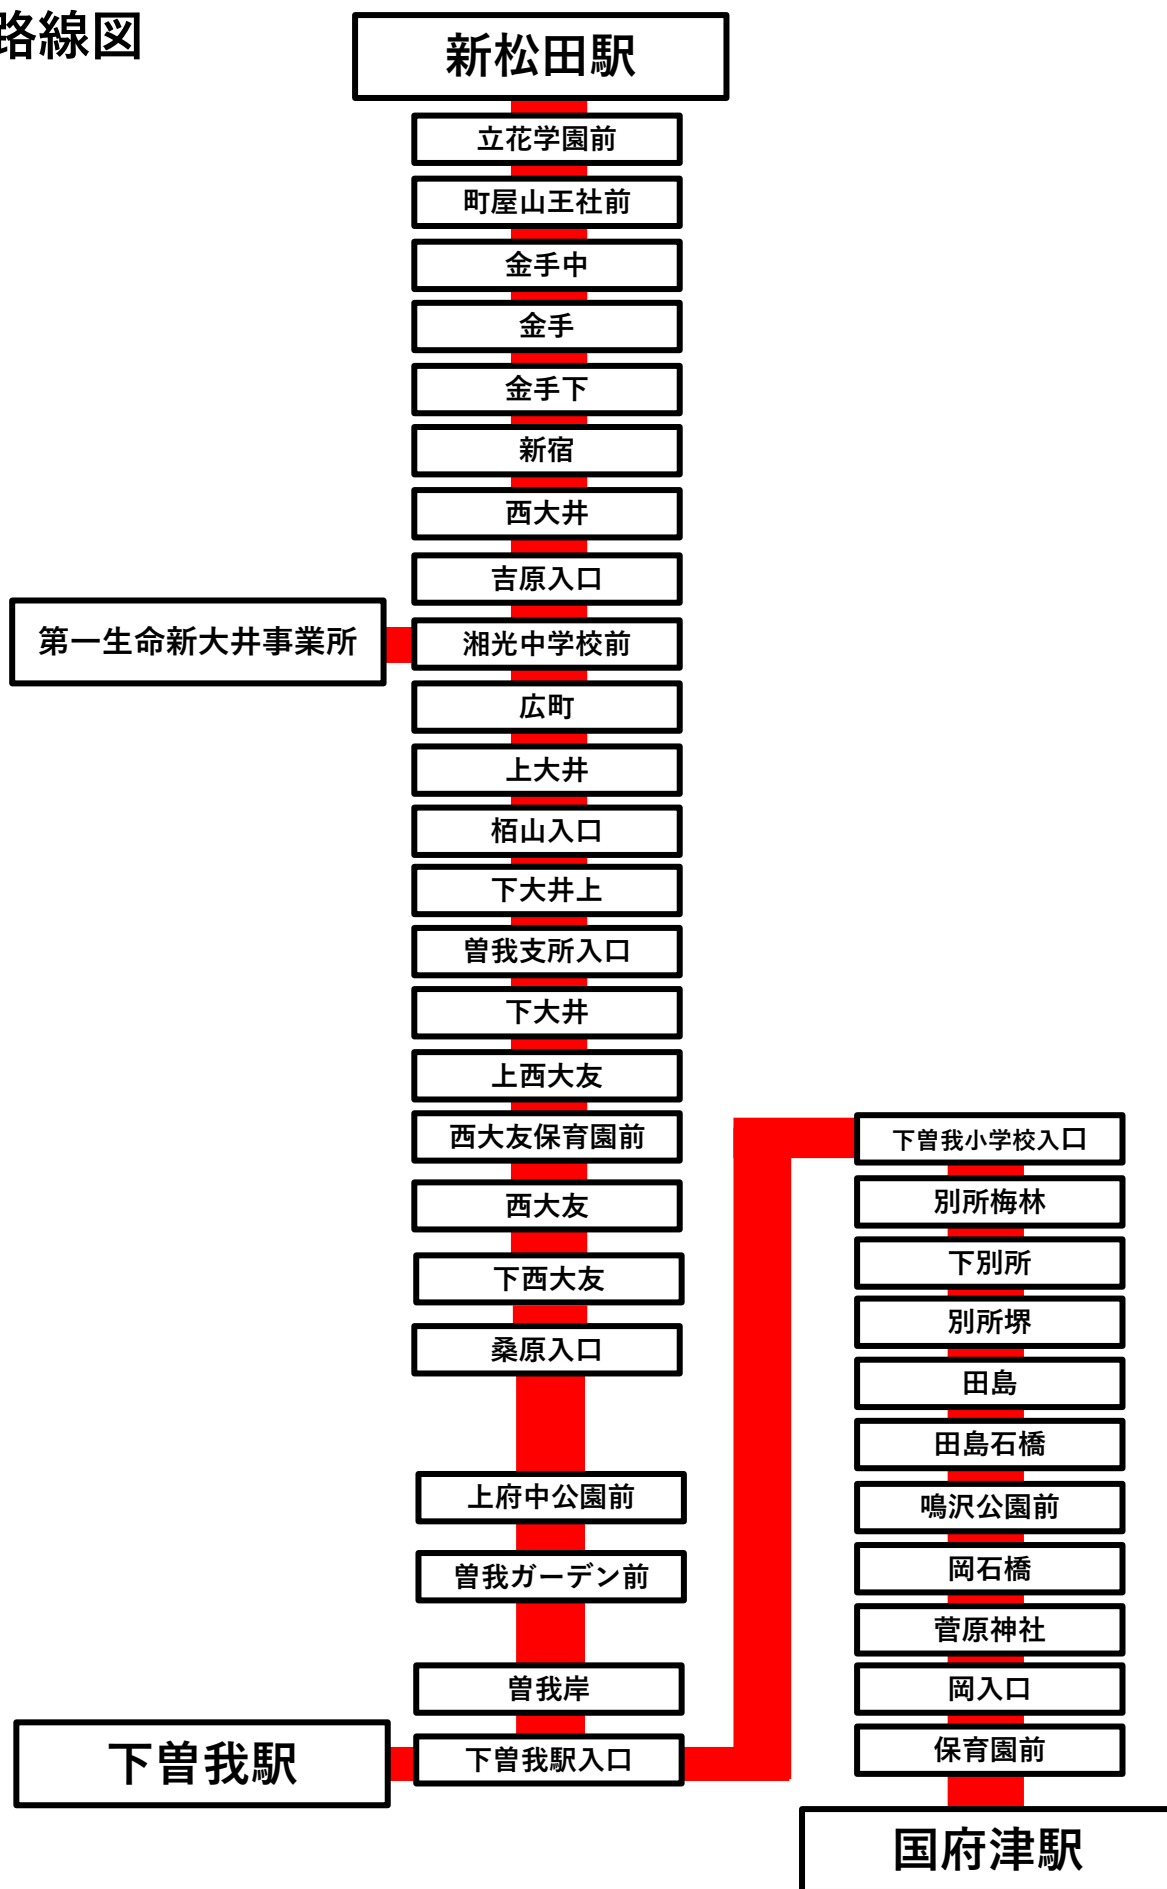 路線図
新松田駅
立花学園前
町屋山王社前
金手中
金手
金手下
新宿
西大井
吉原入口
第一生命新大井事業所
湘光中学校前
広町
上大井
栢山入口
下大井上
曽我支所入口
下大井
上西大友
西大友保育園前
西大友
下西大友
桑原入口
上府中公園前
曽我ガーデン前
曽我岸
下曽我駅入口
下曽我駅
下曽我小学校入口
別所梅林
下別所
別所堺
田島
田島石橋
鳴沢公園前
岡石橋
菅原神社
岡入口
保育園前
国府津駅